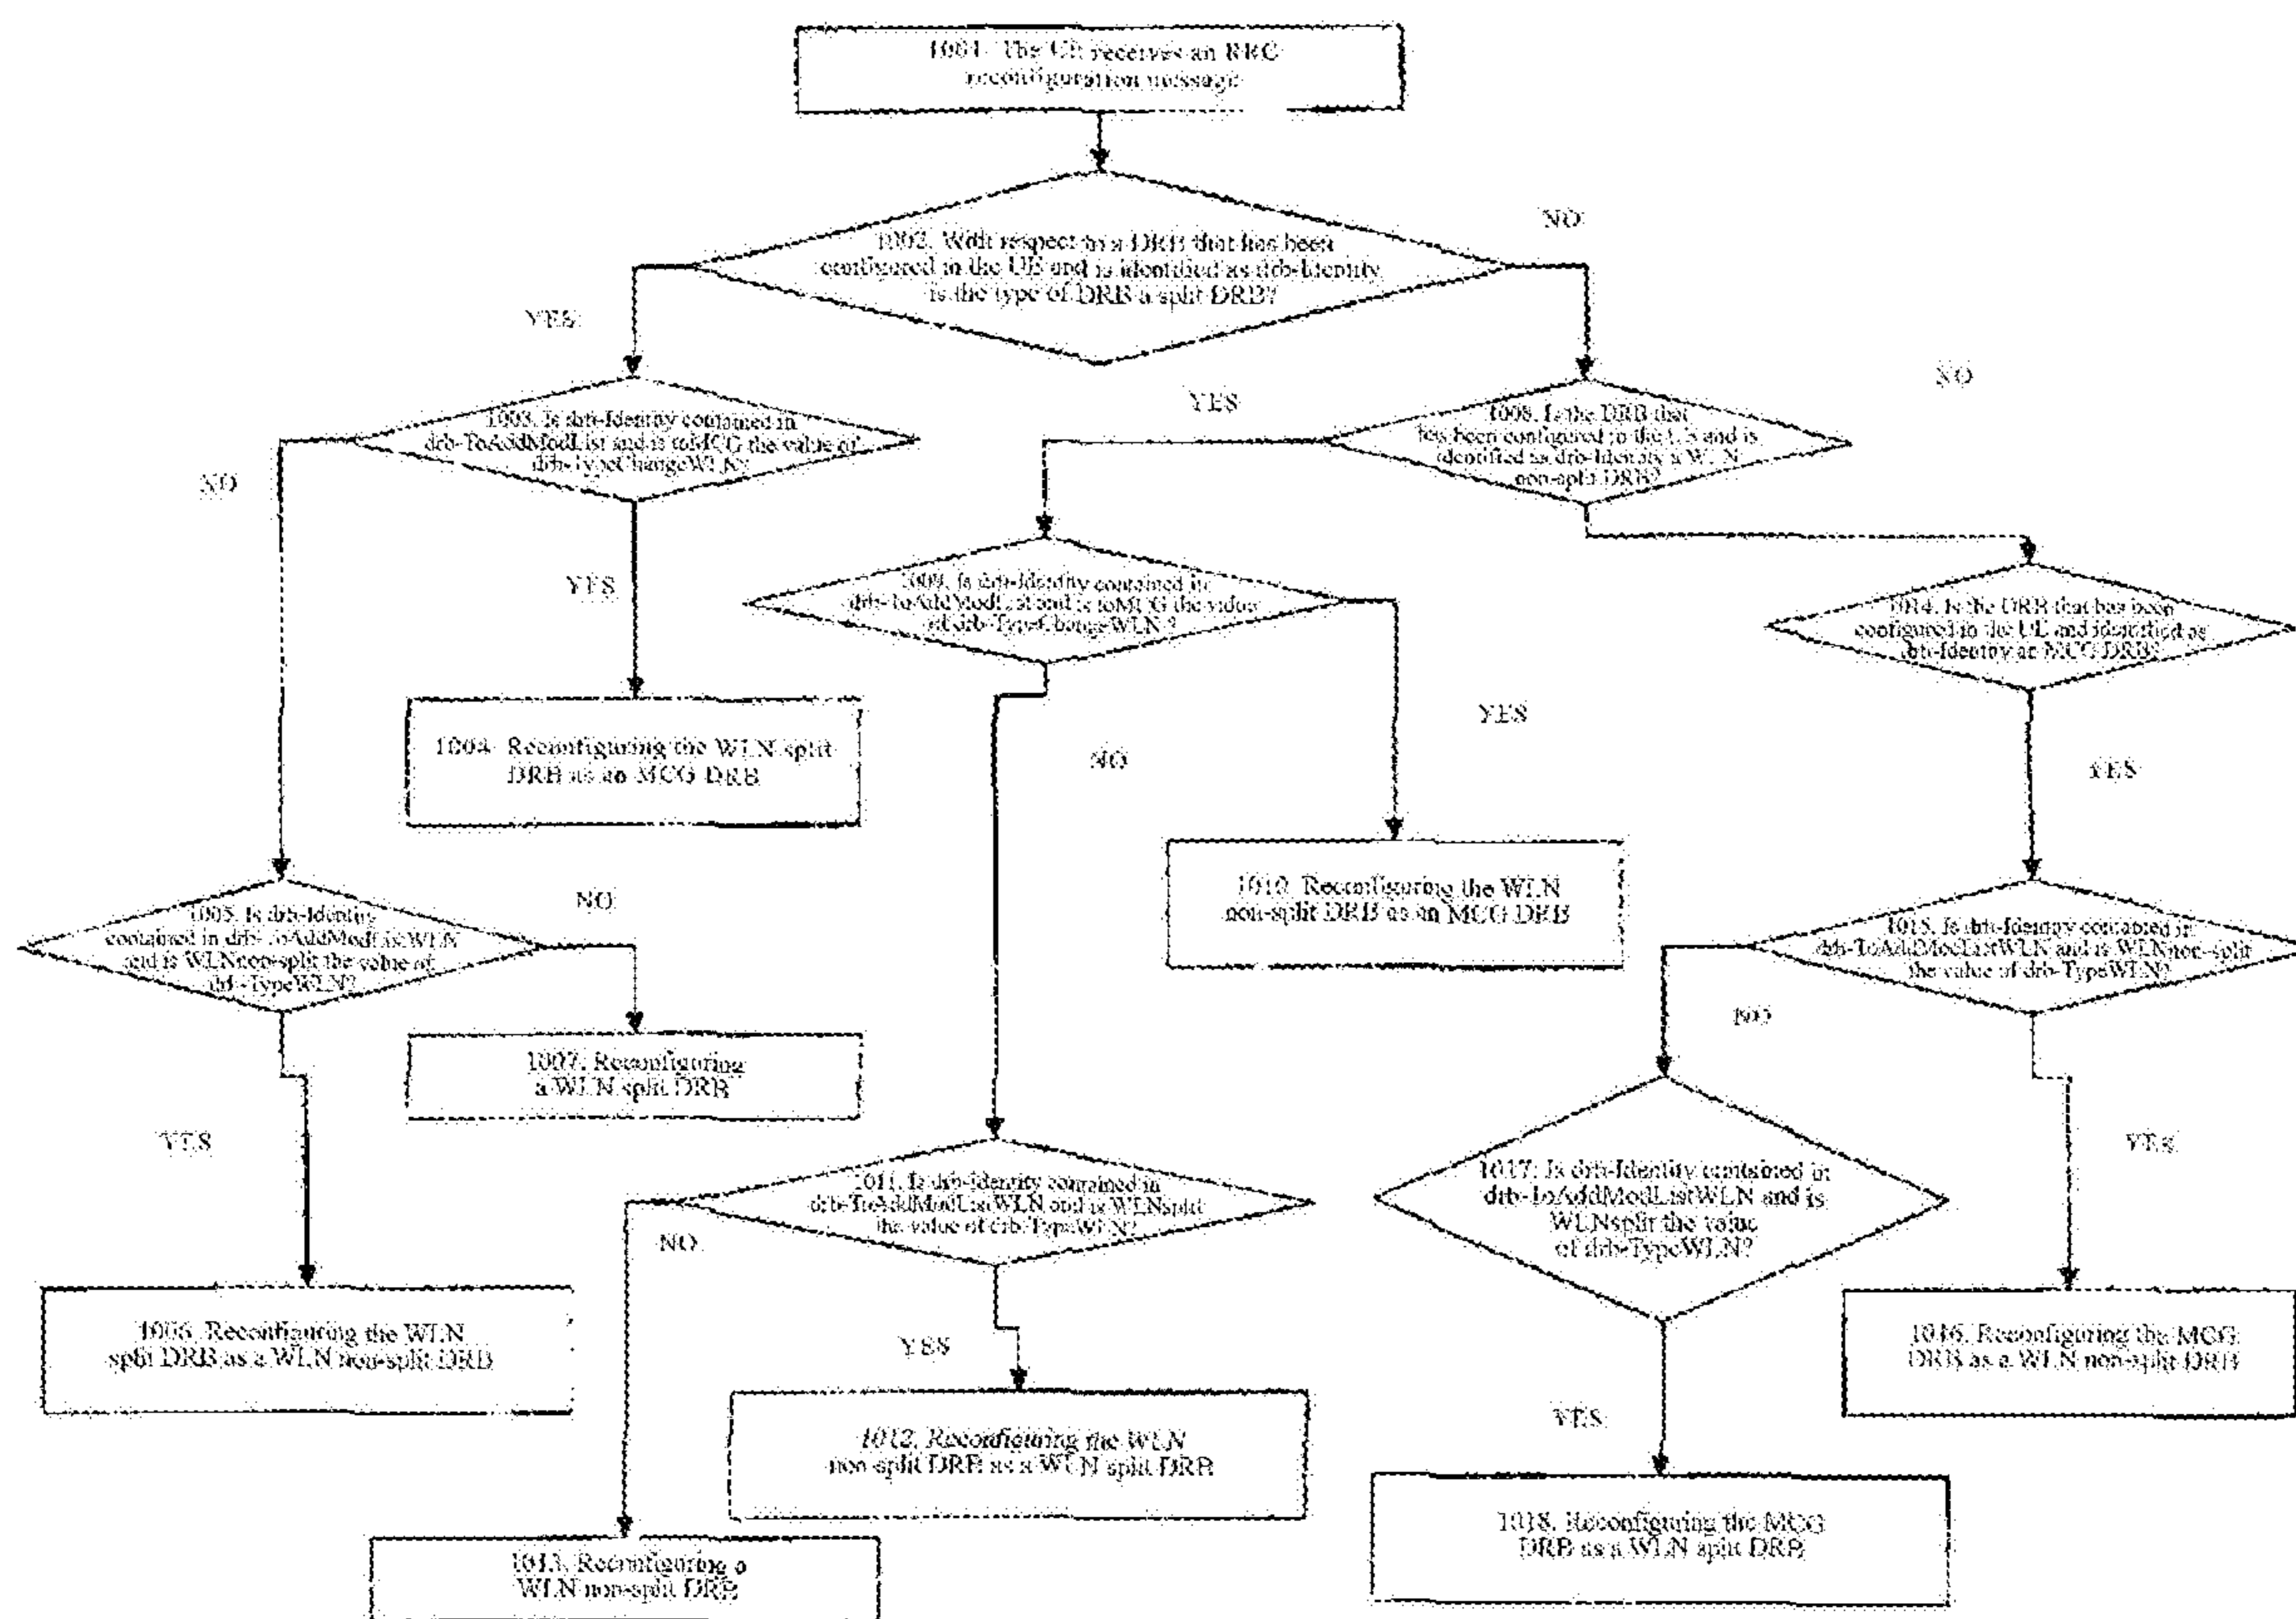 1001. The UE receives an RRC
reconfiguration message
1002. With respect to a DRB that has been
configured in the UE and is identified as drb-Identity
is the type of DRB a split DRB?
NO
YES
1003. Is drb-Identity contained in
drb-ToAddModList and is toMCG the value of
drb-TypeChangeWLN?
YES
1008. Is the DRB that
has been configured in the UE and is
identified as drb-Identity a WLN
non-split DRB?
NO
NO
YES
1009. Is drb-Identity contained in
drb-ToAddModList and is toMCG the value
of drb-TypeChangeWLN ?
1014. Is the DRB that has been
configured in the UE and identified as
drb-Identity an MCG DRB?
1004. Reconfiguring the WLN split
DRB as an MCG DRB
NO
YES
YES
1010. Reconfiguring the WLN
non-split DRB as an MCG DRB
1005. Is drb-Identity
contained in drb-ToAddModListWLN
and is WLNnon-split the value of
drb-TypeWLN?
NO
1015. Is drb-Identity contained in
drb-ToAddModListWLN and is WLNnon-split
the value of drb-TypeWLN?
NO
1007. Reconfiguring
a WLN split DRB
YES
YES
1011. Is drb-Identity contained in
drb-ToAddModListWLN and is WLNsplit
the value of drb-TypeWLN?
NO
1017. Is drb-Identity contained in
drb-ToAddModListWLN and is
WLNsplit the value
of drb-TypeWLN?
1006. Reconfiguring the WLN
split DRB as a WLN non-split DRB
YES
1016. Reconfiguring the MCG
DRB as a WLN non-split DRB
1012. Reconfiguring the WLN
non-split DRB as a WLN split DRB
YES
1018. Reconfiguring the MCG
DRB as a WLN split DRB
1013. Reconfiguring a
WLN non-split DRB